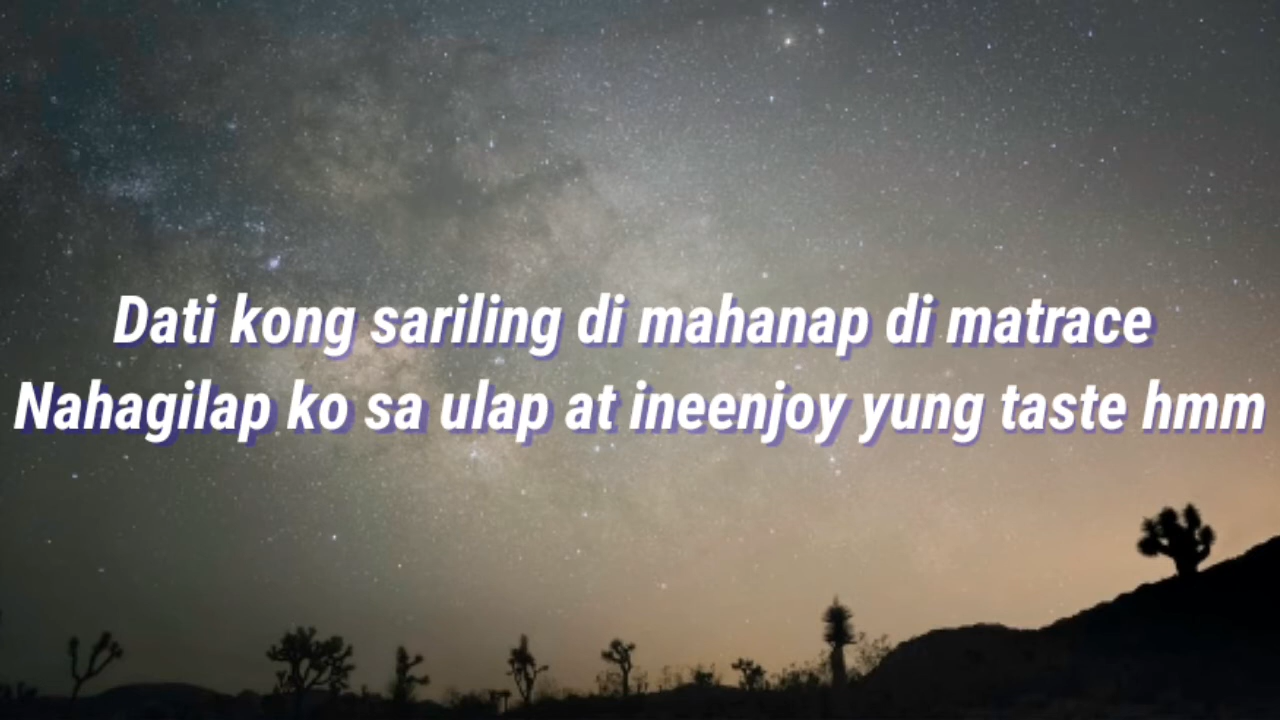 Dati kong sariling di mahanap di matrace
Nahagilap ko sa ulap at ineenjoy yung taste hmm